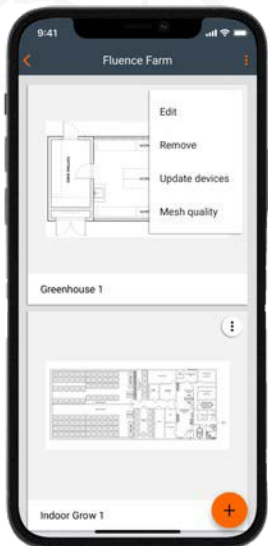 9:41
Fluence Farm
Edit
Remove
Update devices
Mesh quality
Greenhouse 1
Indoor Grow 1